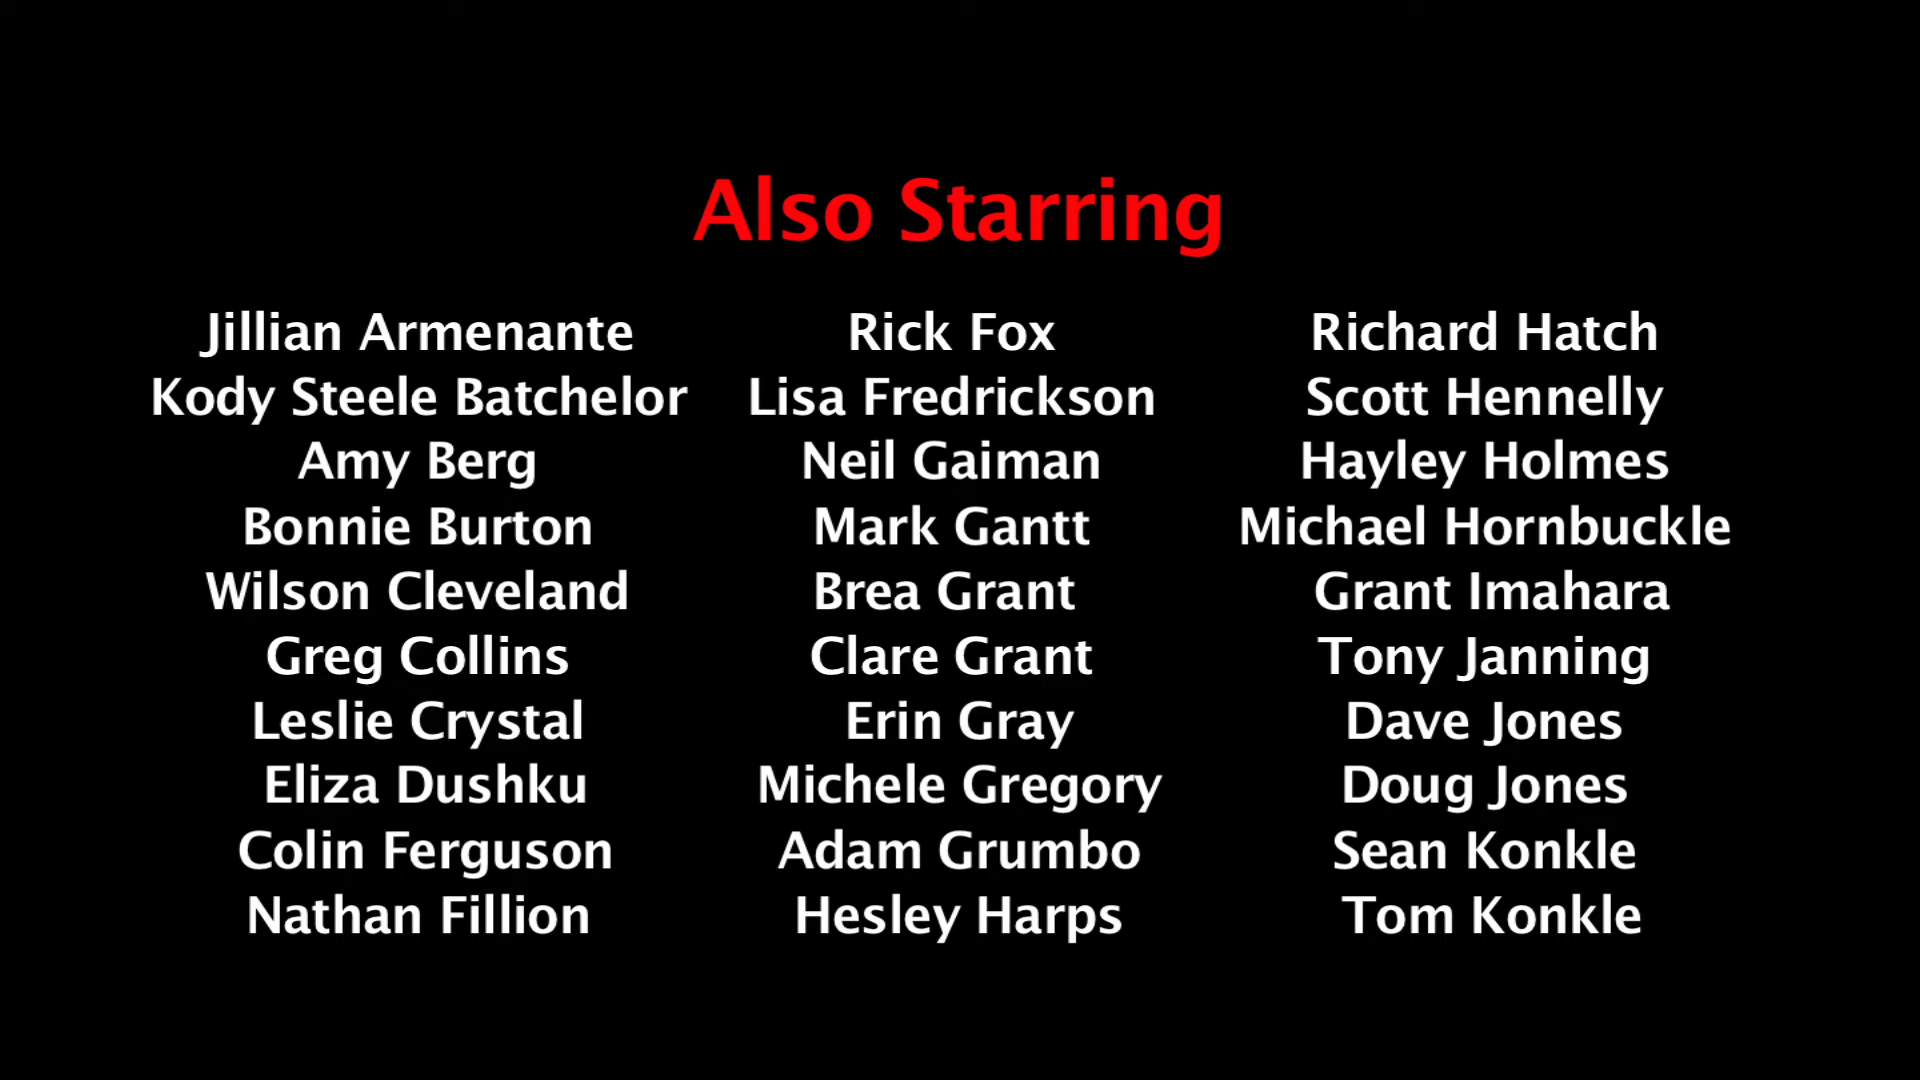 Also Starring
Jillian Armenante
Kody Steele Batchelor
Amy Berg
Bonnie Burton
Wilson Cleveland
Greg Collins
Leslie Crystal
Eliza Dushku
Colin Ferguson
Nathan Fillion
Rick Fox
Lisa Fredrickson
Neil Gaiman
Mark Gantt
Brea Grant
Clare Grant
Erin Gray
Michele Gregory
Adam Grumbo
Hesley Harps
Richard Hatch
Scott Hennelly
Hayley Holmes
Michael Hornbuckle
Grant Imahara
Tony Janning
Dave Jones
Doug Jones
Sean Konkle
Tom Konkle